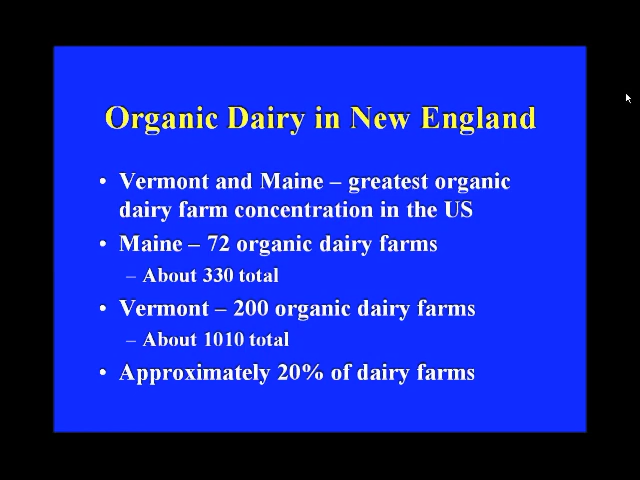 Organic Dairy in New England
• Vermont and Maine – greatest organic
dairy farm concentration in the US
• Maine – 72 organic dairy farms
– About 330 total
• Vermont – 200 organic dairy farms
– About 1010 total
• Approximately 20% of dairy farms